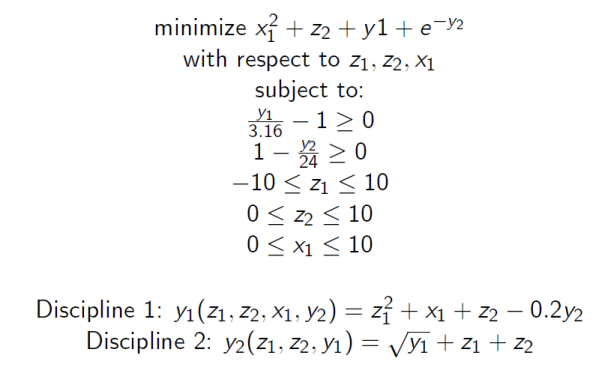 minimize x₁² + z₂ + y1 + e^(−y₂)
with respect to z₁, z₂, x₁
subject to:
y₁/3.16 − 1 ≥ 0
1 − y₂/24 ≥ 0
−10 ≤ z₁ ≤ 10
0 ≤ z₂ ≤ 10
0 ≤ x₁ ≤ 10
Discipline 1: y₁(z₁, z₂, x₁, y₂) = z₁² + x₁ + z₂ − 0.2y₂
Discipline 2: y₂(z₁, z₂, y₁) = √y₁ + z₁ + z₂